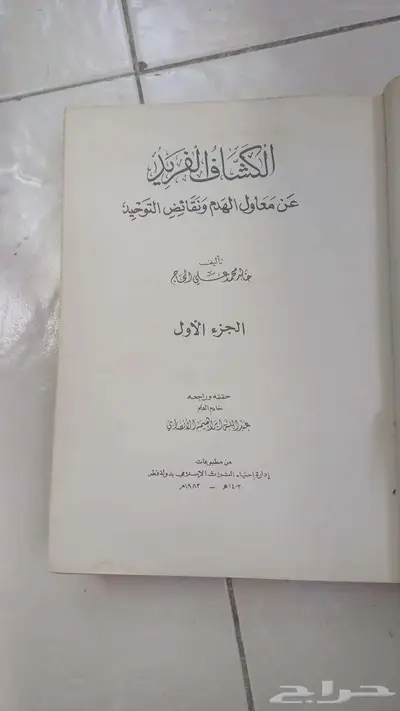 الكشاف الفريد
عن معاول الهدم ونقائض التوحيد
تأليف
خالد محمد علي الحاج
الجزء الأول
حققه وراجعه
خادم العلم
عبد الله إبراهيم الأنصاري
من مطبوعات
إدارة إحياء التراث الإسلامي بدولة قطر
١٤٠٣هـ - ١٩٨٣م
حراج